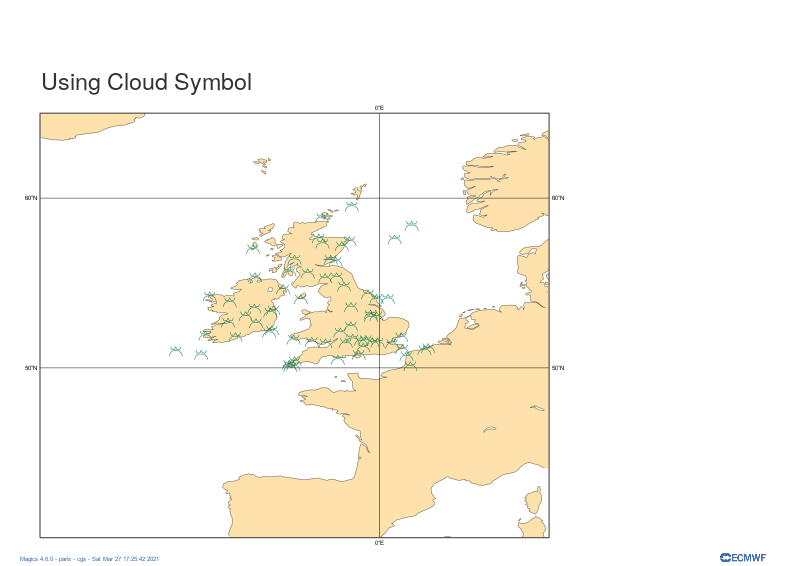 Using Cloud Symbol
0°E
60°N
60°N
50°N
50°N
0°E
Magics 4.6.0 - paris - cgs - Sat Mar 27 17:25:42 2021
ECMWF